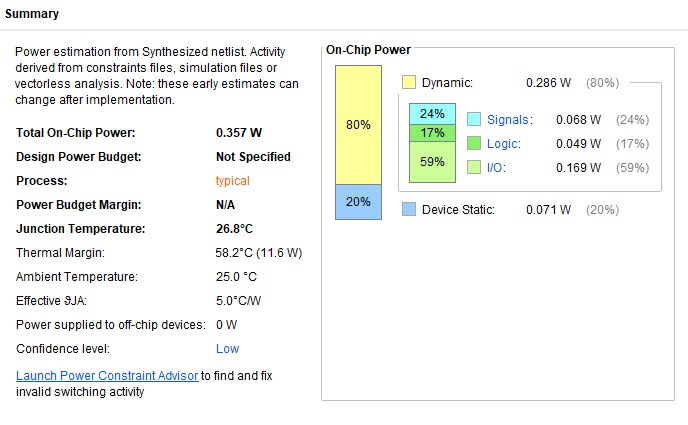 Summary
Power estimation from Synthesized netlist. Activity
derived from constraints files, simulation files or
vectorless analysis. Note: these early estimates can
change after implementation.
Total On-Chip Power: 0.357 W
Design Power Budget: Not Specified
Process: typical
Power Budget Margin: N/A
Junction Temperature: 26.8°C
Thermal Margin: 58.2°C (11.6 W)
Ambient Temperature: 25.0 °C
Effective ϑJA: 5.0°C/W
Power supplied to off-chip devices: 0 W
Confidence level: Low
Launch Power Constraint Advisor to find and fix
invalid switching activity
On-Chip Power
80%
20%
Dynamic: 0.286 W (80%)
24%
17%
59%
Signals: 0.068 W (24%)
Logic: 0.049 W (17%)
I/O: 0.169 W (59%)
Device Static: 0.071 W (20%)